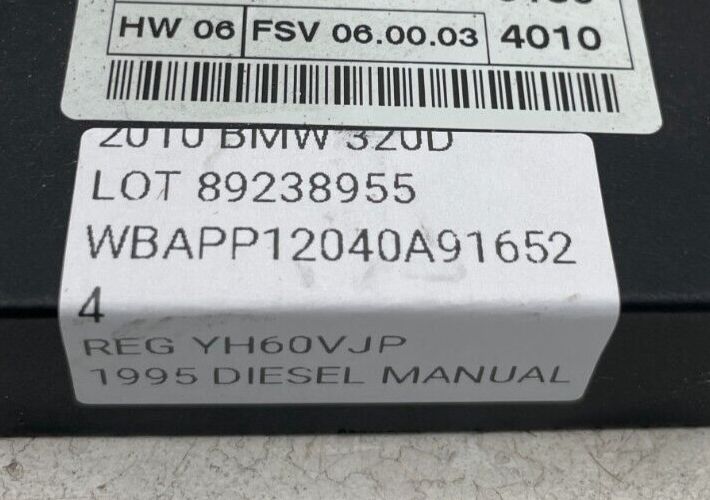 HW 06 FSV 06.00.03 4010
2010 BMW 320D
LOT 89238955
WBAPP12040A91652
4
REG YH60VJP
1995 DIESEL MANUAL